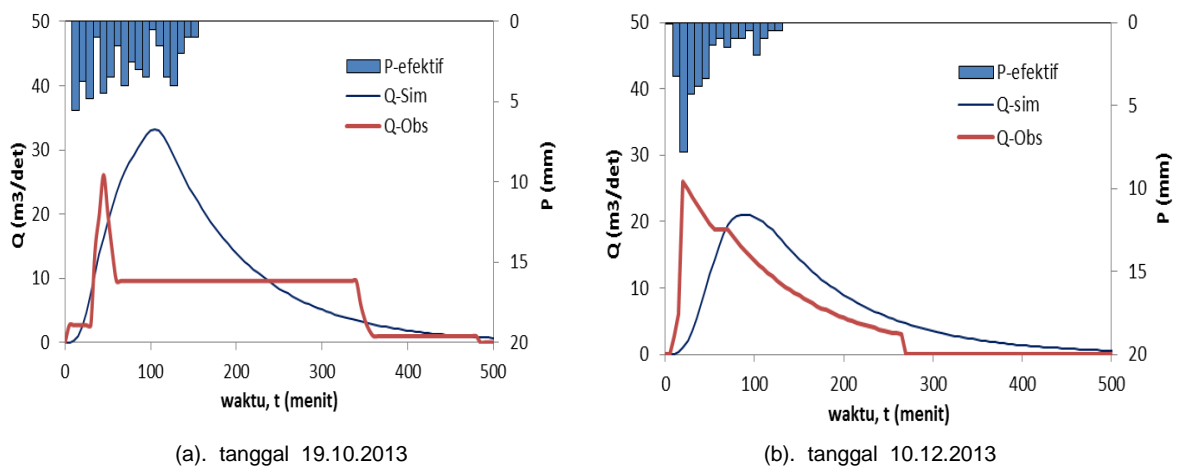 50
40
30
20
10
0
Q (m3/det)
0
5
10
15
20
P (mm)
P-efektif
Q-Sim
Q-Obs
0 100 200 300 400 500
waktu, t (menit)
(a). tanggal 19.10.2013
50
40
30
20
10
0
Q (m3/det)
0
5
10
15
20
P (mm)
P-efektif
Q-sim
Q-Obs
0 100 200 300 400 500
waktu, t (menit)
(b). tanggal 10.12.2013